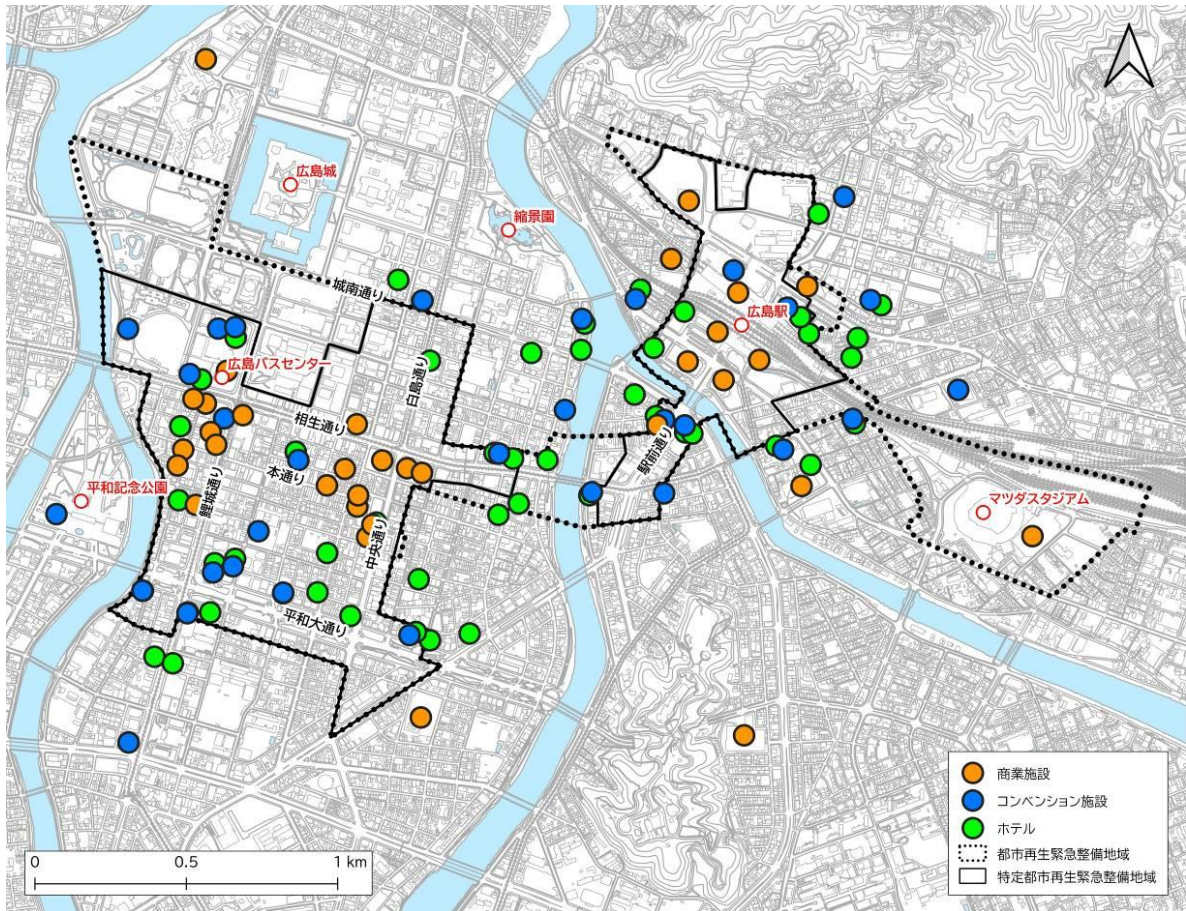 広島城
縮景園
城南通り
広島駅
広島バスセンター
白島通り
相生通り
駅前通り
本通り
平和記念公園
鯉城通り
マツダスタジアム
中央通り
平和大通り
商業施設
コンベンション施設
ホテル
都市再生緊急整備地域
特定都市再生緊急整備地域
0 0.5 1 km